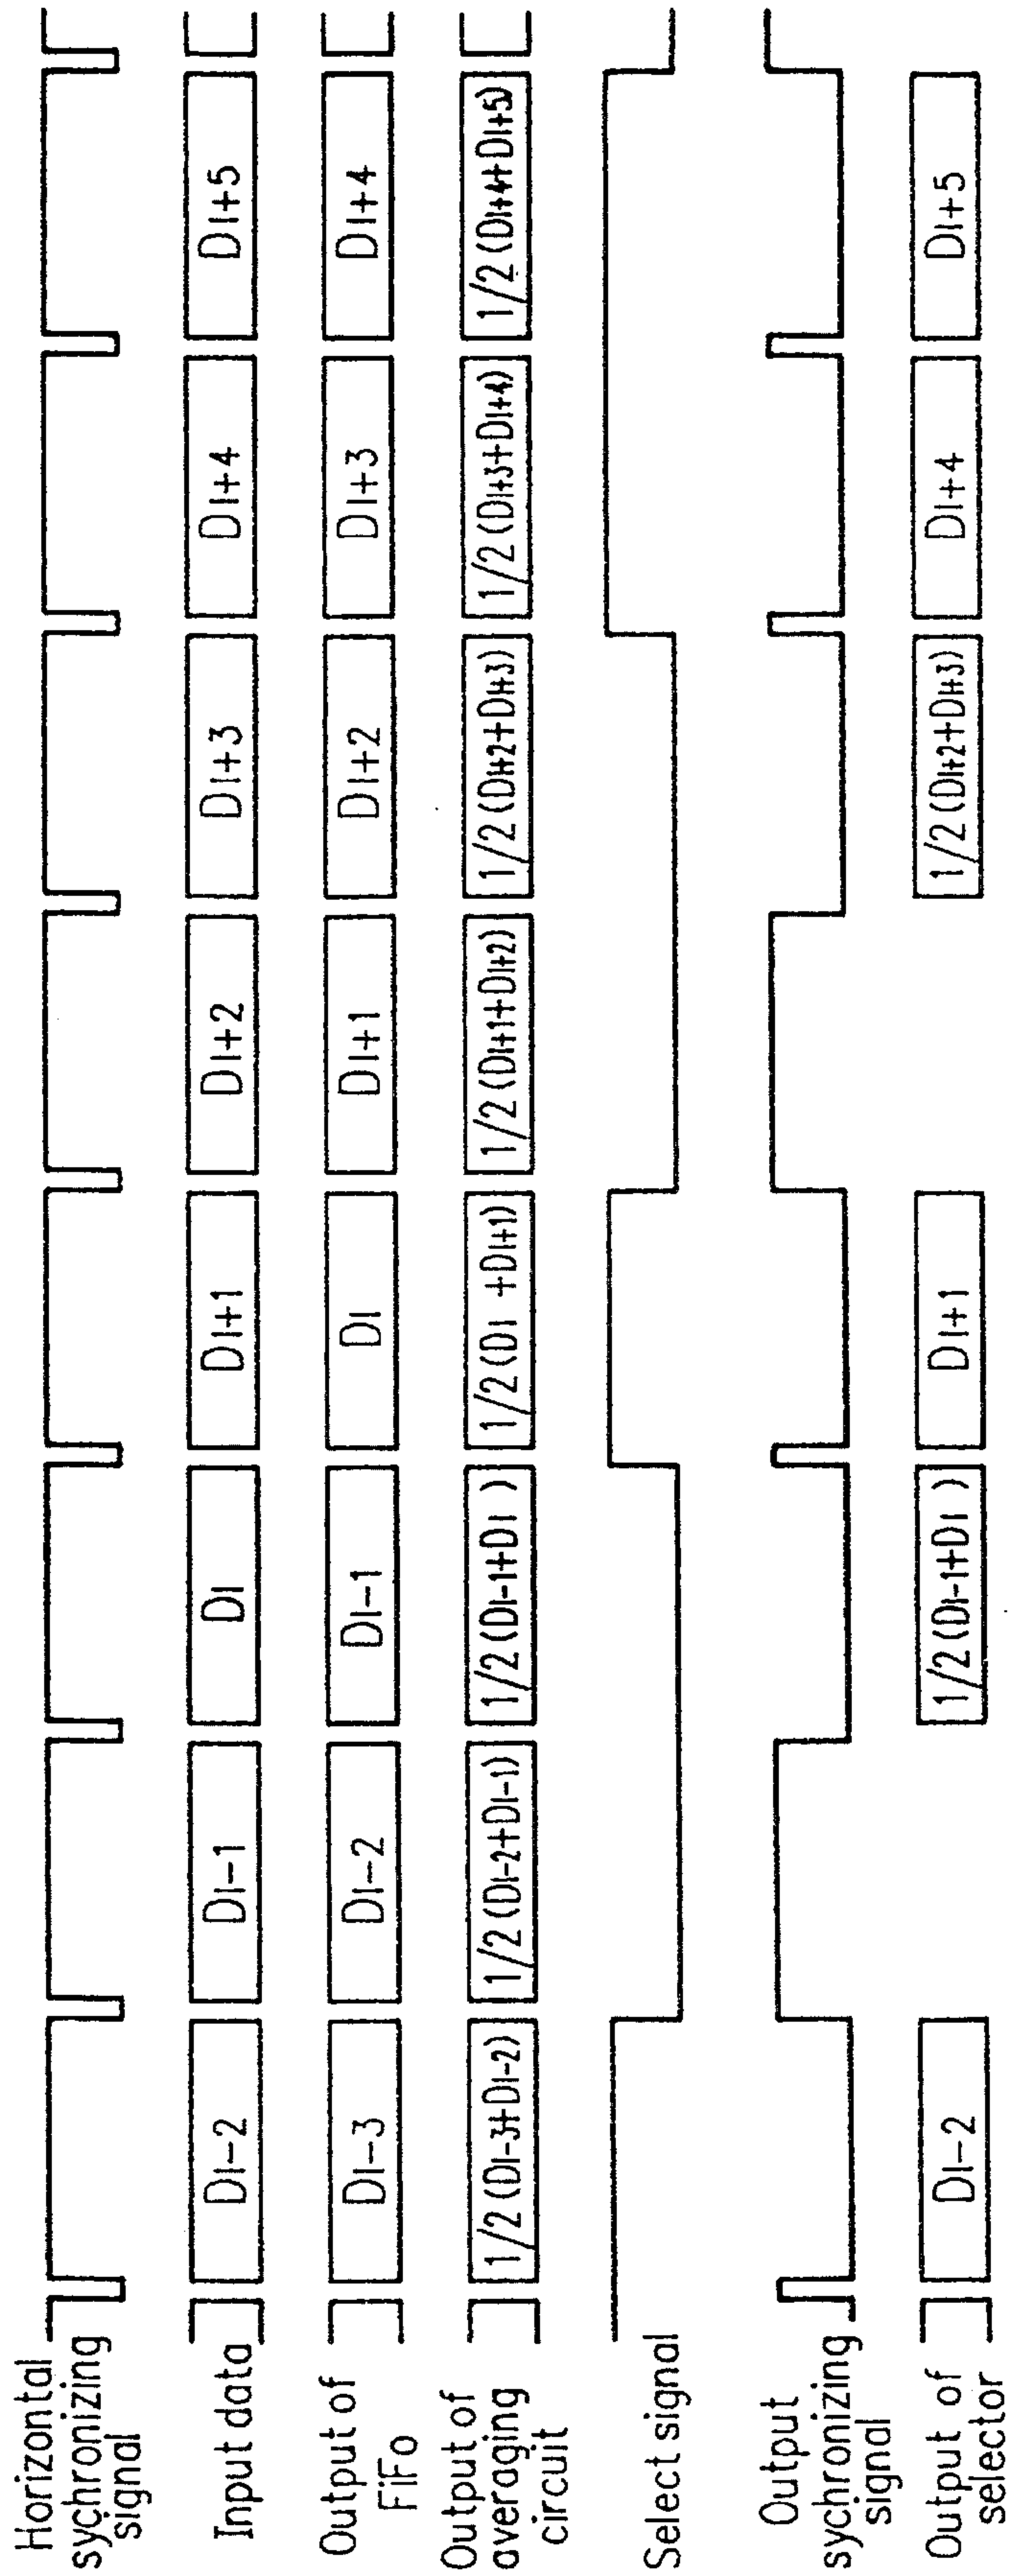 Horizontal
sychronizing
signal
Input data
DI-2
DI-1
DI
DI+1
DI+2
DI+3
DI+4
DI+5
Output of
FiFo
DI-3
DI-2
DI-1
DI
DI+1
DI+2
DI+3
DI+4
Output of
averaging
circuit
1/2 (DI-3+DI-2)
1/2 (DI-2+DI-1)
1/2 (DI-1+DI )
1/2 (DI +DI+1)
1/2 (DI+1+DI+2)
1/2 (DI+2+DI+3)
1/2 (DI+3+DI+4)
1/2 (DI+4+DI+5)
Select signal
Output
sychronizing
signal
Output of
selector
DI-2
1/2 (DI-1+DI )
DI+1
1/2 (DI+2+DI+3)
DI+4
DI+5